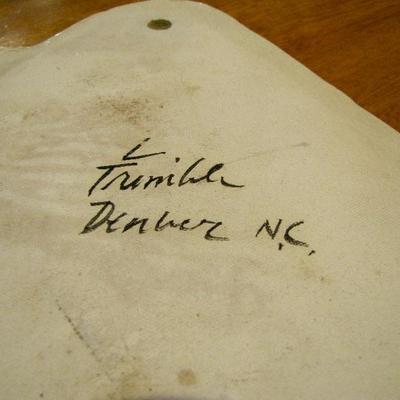 L
Trimble
Denver N.C.